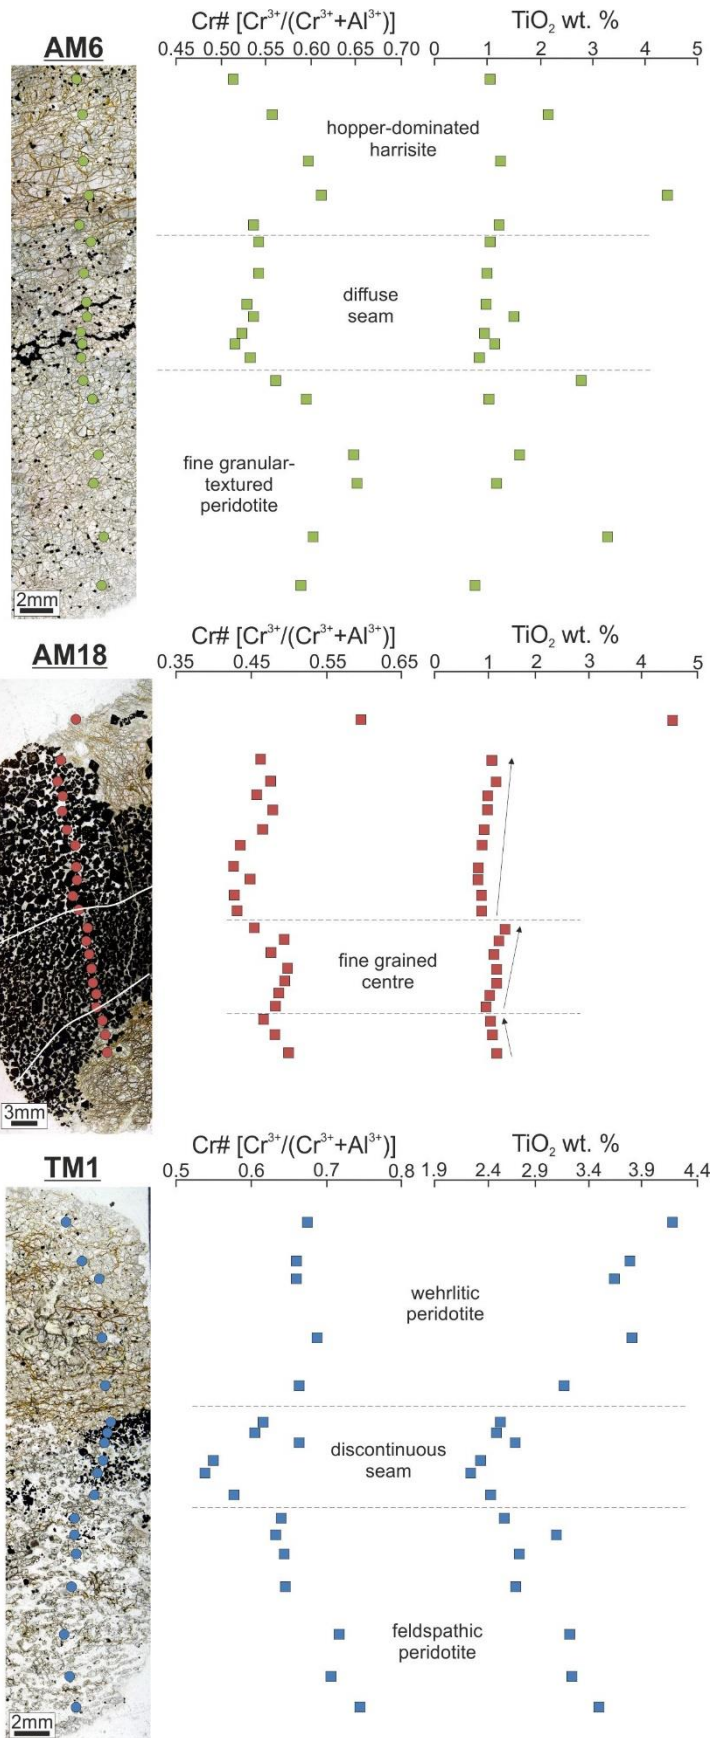 Cr# [Cr³⁺/(Cr³⁺+Al³⁺)] TiO₂ wt. %
AM6
0.45 0.50 0.55 0.60 0.65 0.70 0 1 2 3 4 5
hopper-dominated
harrisite
diffuse
seam
fine granular-
textured
peridotite
2mm
Cr# [Cr³⁺/(Cr³⁺+Al³⁺)] TiO₂ wt. %
AM18
0.35 0.45 0.55 0.65 0 1 2 3 4 5
fine grained
centre
3mm
Cr# [Cr³⁺/(Cr³⁺+Al³⁺)] TiO₂ wt. %
TM1
0.5 0.6 0.7 0.8 1.9 2.4 2.9 3.4 3.9 4.4
wehrlitic
peridotite
discontinuous
seam
feldspathic
peridotite
2mm